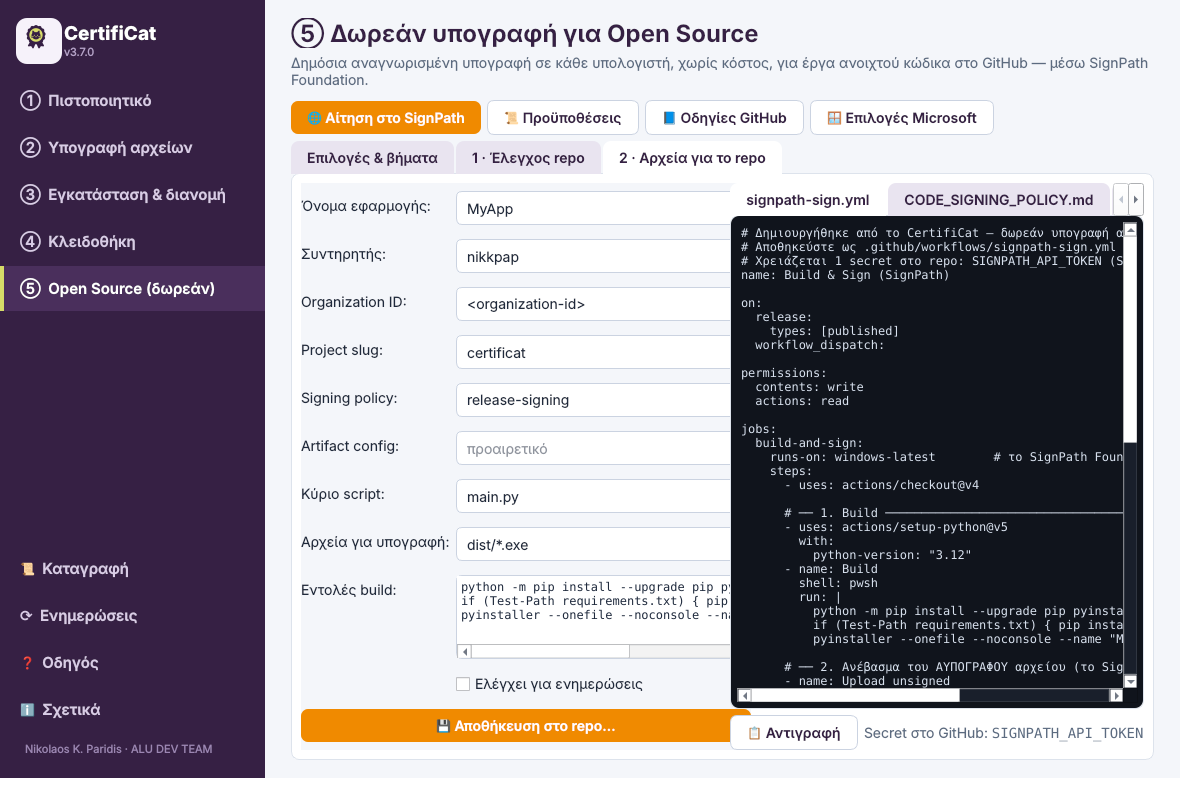 CertifiCat
v3.7.0
① Πιστοποιητικό
② Υπογραφή αρχείων
③ Εγκατάσταση & διανομή
④ Κλειδοθήκη
⑤ Open Source (δωρεάν)
Καταγραφή
Ενημερώσεις
Οδηγός
Σχετικά
Nikolaos K. Paridis · ALU DEV TEAM
⑤ Δωρεάν υπογραφή για Open Source
Δημόσια αναγνωρισμένη υπογραφή σε κάθε υπολογιστή, χωρίς κόστος, για έργα ανοιχτού κώδικα στο GitHub — μέσω SignPath
Foundation.
Αίτηση στο SignPath
Προϋποθέσεις
Οδηγίες GitHub
Επιλογές Microsoft
Επιλογές & βήματα
1 · Έλεγχος repo
2 · Αρχεία για το repo
Όνομα εφαρμογής:
MyApp
Συντηρητής:
nikkpap
Organization ID:
<organization-id>
Project slug:
certificat
Signing policy:
release-signing
Artifact config:
προαιρετικό
Κύριο script:
main.py
Αρχεία για υπογραφή:
dist/*.exe
Εντολές build:
python -m pip install --upgrade pip py
if (Test-Path requirements.txt) { pip
pyinstaller --onefile --noconsole --na
Ελέγχει για ενημερώσεις
Αποθήκευση στο repo…
signpath-sign.yml
CODE_SIGNING_POLICY.md
# Δημιουργήθηκε από το CertifiCat — δωρεάν υπογραφή α
# Αποθηκεύστε ως .github/workflows/signpath-sign.yml
# Χρειάζεται 1 secret στο repo: SIGNPATH_API_TOKEN (S
name: Build & Sign (SignPath)
on:
release:
types: [published]
workflow_dispatch:
permissions:
contents: write
actions: read
jobs:
build-and-sign:
runs-on: windows-latest # το SignPath Foun
steps:
- uses: actions/checkout@v4
# ── 1. Build ──────────────────────────────────
- uses: actions/setup-python@v5
with:
python-version: "3.12"
- name: Build
shell: pwsh
run: |
python -m pip install --upgrade pip pyinsta
if (Test-Path requirements.txt) { pip insta
pyinstaller --onefile --noconsole --name "M
# ── 2. Ανέβασμα του ΑΥΠΟΓΡΑΦΟΥ αρχείου (το Sig
- name: Upload unsigned
Αντιγραφή
Secret στο GitHub: SIGNPATH_API_TOKEN